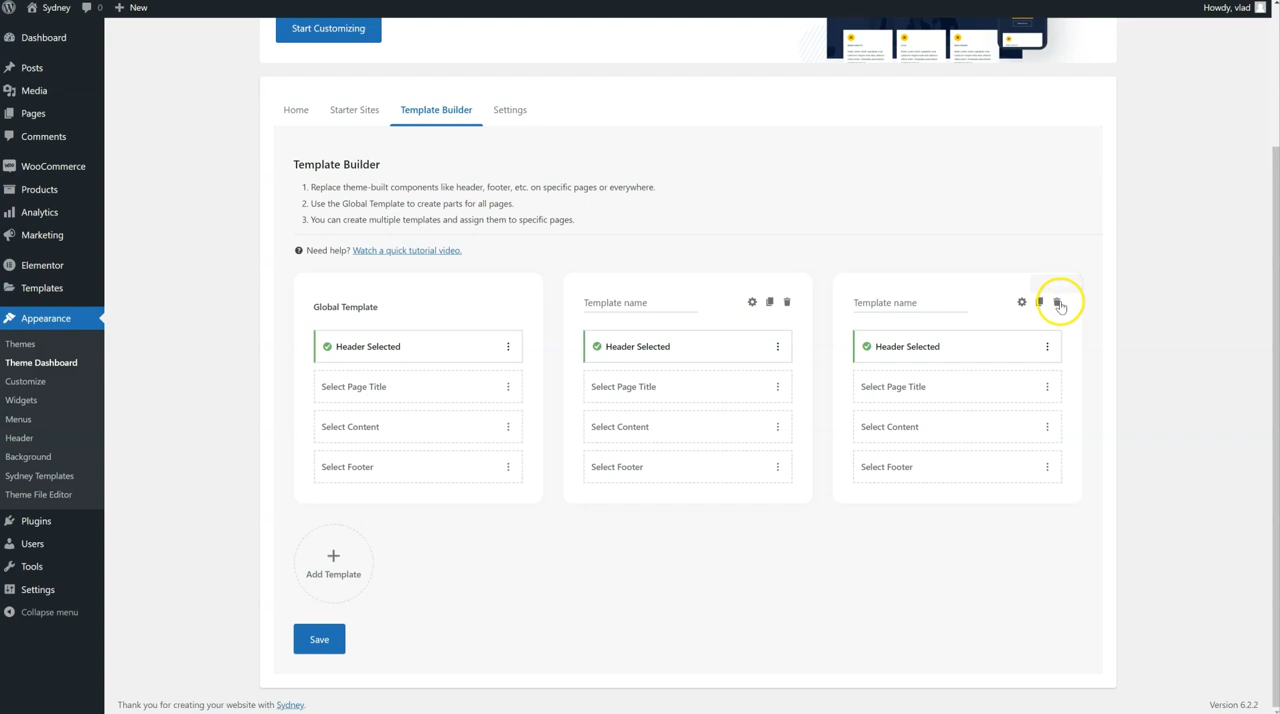 Sydney
0
New
Howdy, vlad
Dashboard
Media
Pages
Comments
WooCommerce
Products
Analytics
Marketing
Elementor
Templates
Appearance
Themes
Theme Dashboard
Customize
Widgets
Menus
Header
Background
Sydney Templates
Theme File Editor
Plugins
Users
Tools
Settings
Collapse menu
Start Customizing
Home
Starter Sites
Template Builder
Settings
Template Builder
1. Replace theme-built components like header, footer, etc. on specific pages or everywhere.
2. Use the Global Template to create parts for all pages.
3. You can create multiple templates and assign them to specific pages.
Need help? Watch a quick tutorial video.
Global Template
Header Selected
Select Page Title
Select Content
Select Footer
Template name
Header Selected
Select Page Title
Select Content
Select Footer
Template name
Header Selected
Select Page Title
Select Content
Select Footer
Add Template
Save
Thank you for creating your website with Sydney.
Version 6.2.2